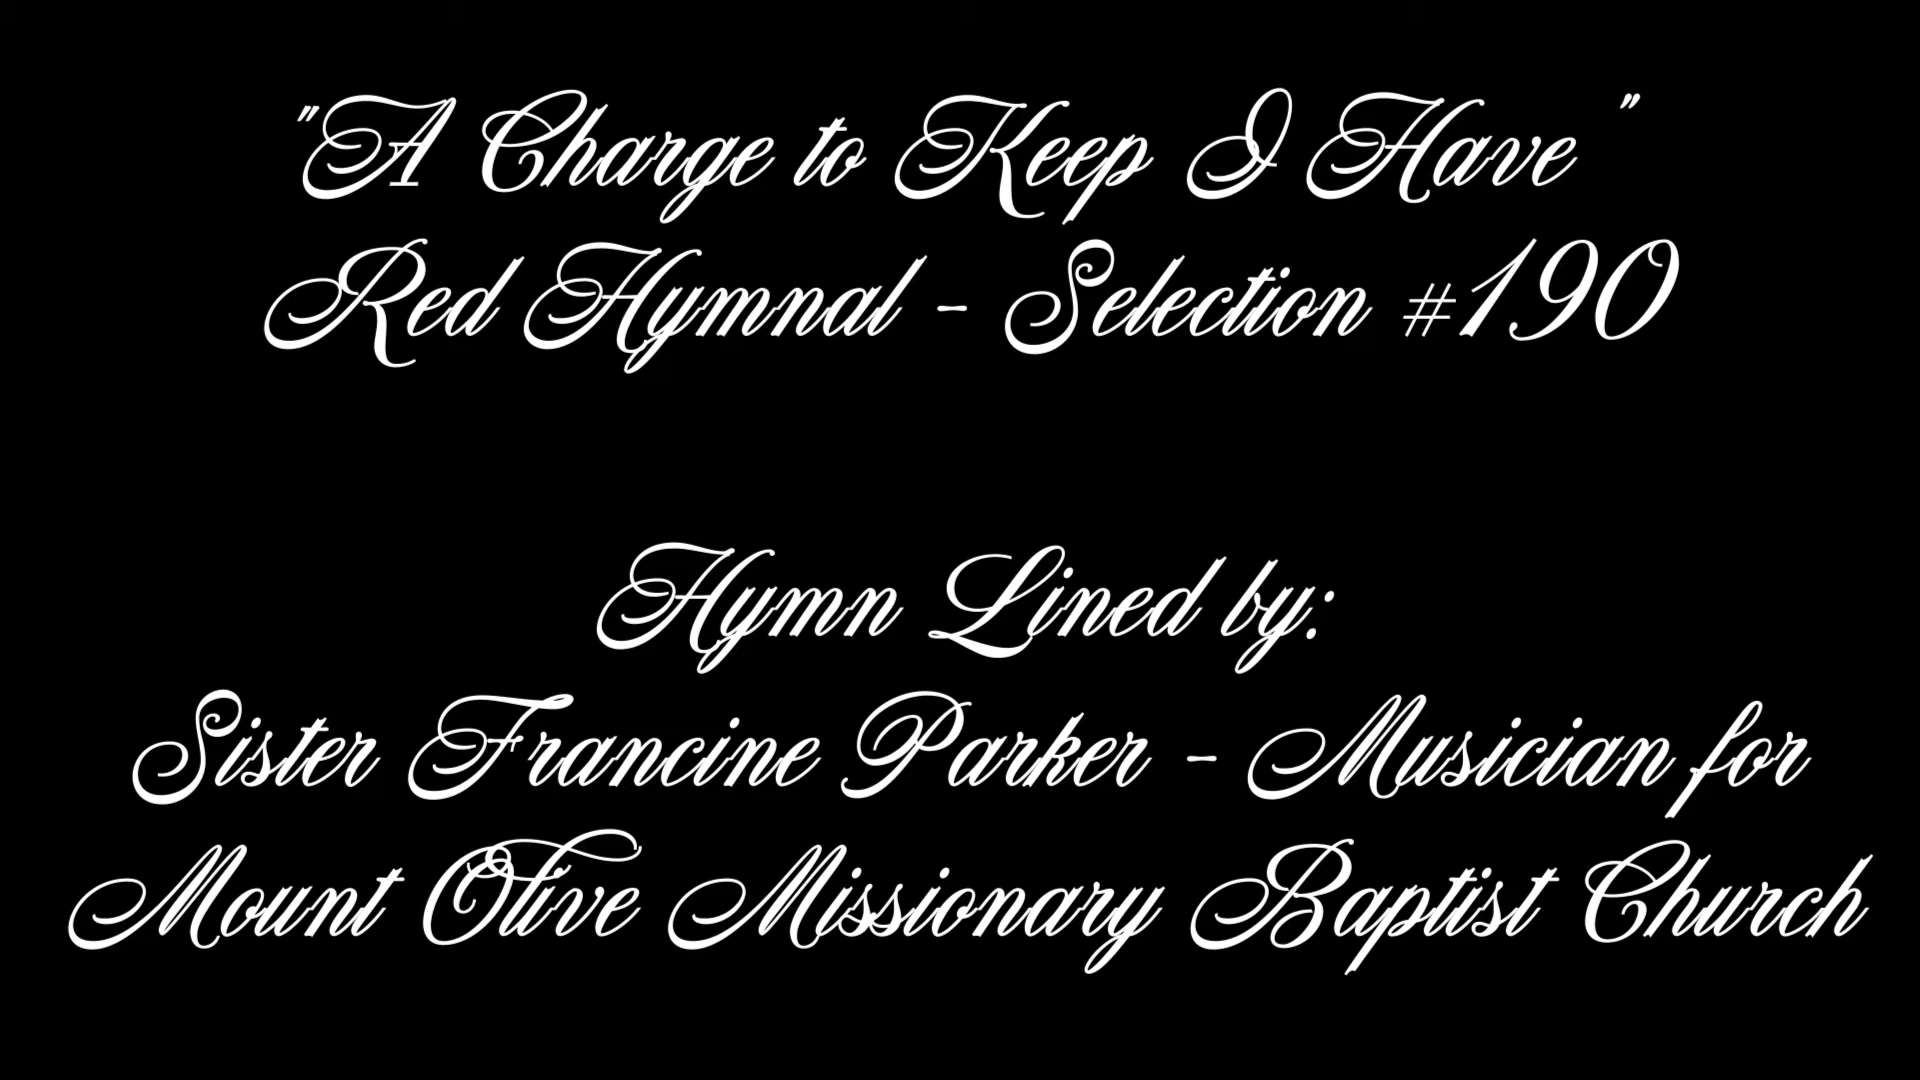 "A Charge to Keep I Have "
Red Hymnal - Selection #190
Hymn Lined by:
Sister Francine Parker - Musician for
Mount Olive Missionary Baptist Church